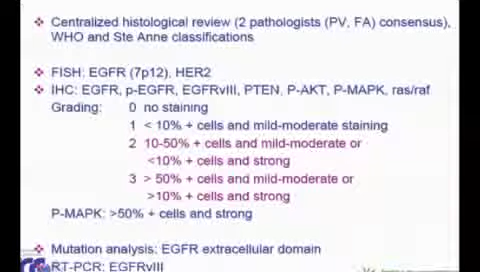 Centralized histological review (2 pathologists (PV, FA) consensus),
WHO and Ste Anne classifications
FISH: EGFR (7p12), HER2
IHC: EGFR, p-EGFR, EGFRvIII, PTEN, P-AKT, P-MAPK, ras/raf
Grading: 0 no staining
1 < 10% + cells and mild-moderate staining
2 10-50% + cells and mild-moderate or
<10% + cells and strong
3 > 50% + cells and mild-moderate or
>10% + cells and strong
P-MAPK: >50% + cells and strong
Mutation analysis: EGFR extracellular domain
RT-PCR: EGFRvIII